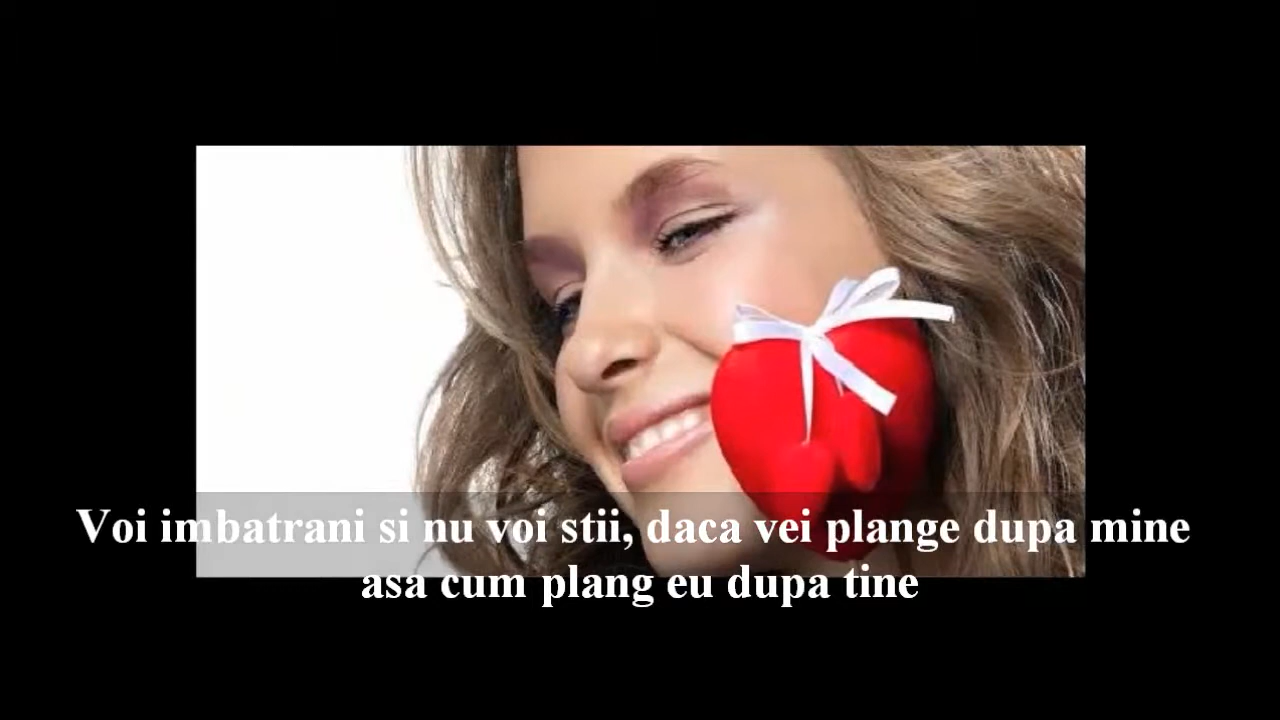 Voi imbatrani si nu voi stii, daca vei plange dupa mine
asa cum plang eu dupa tine